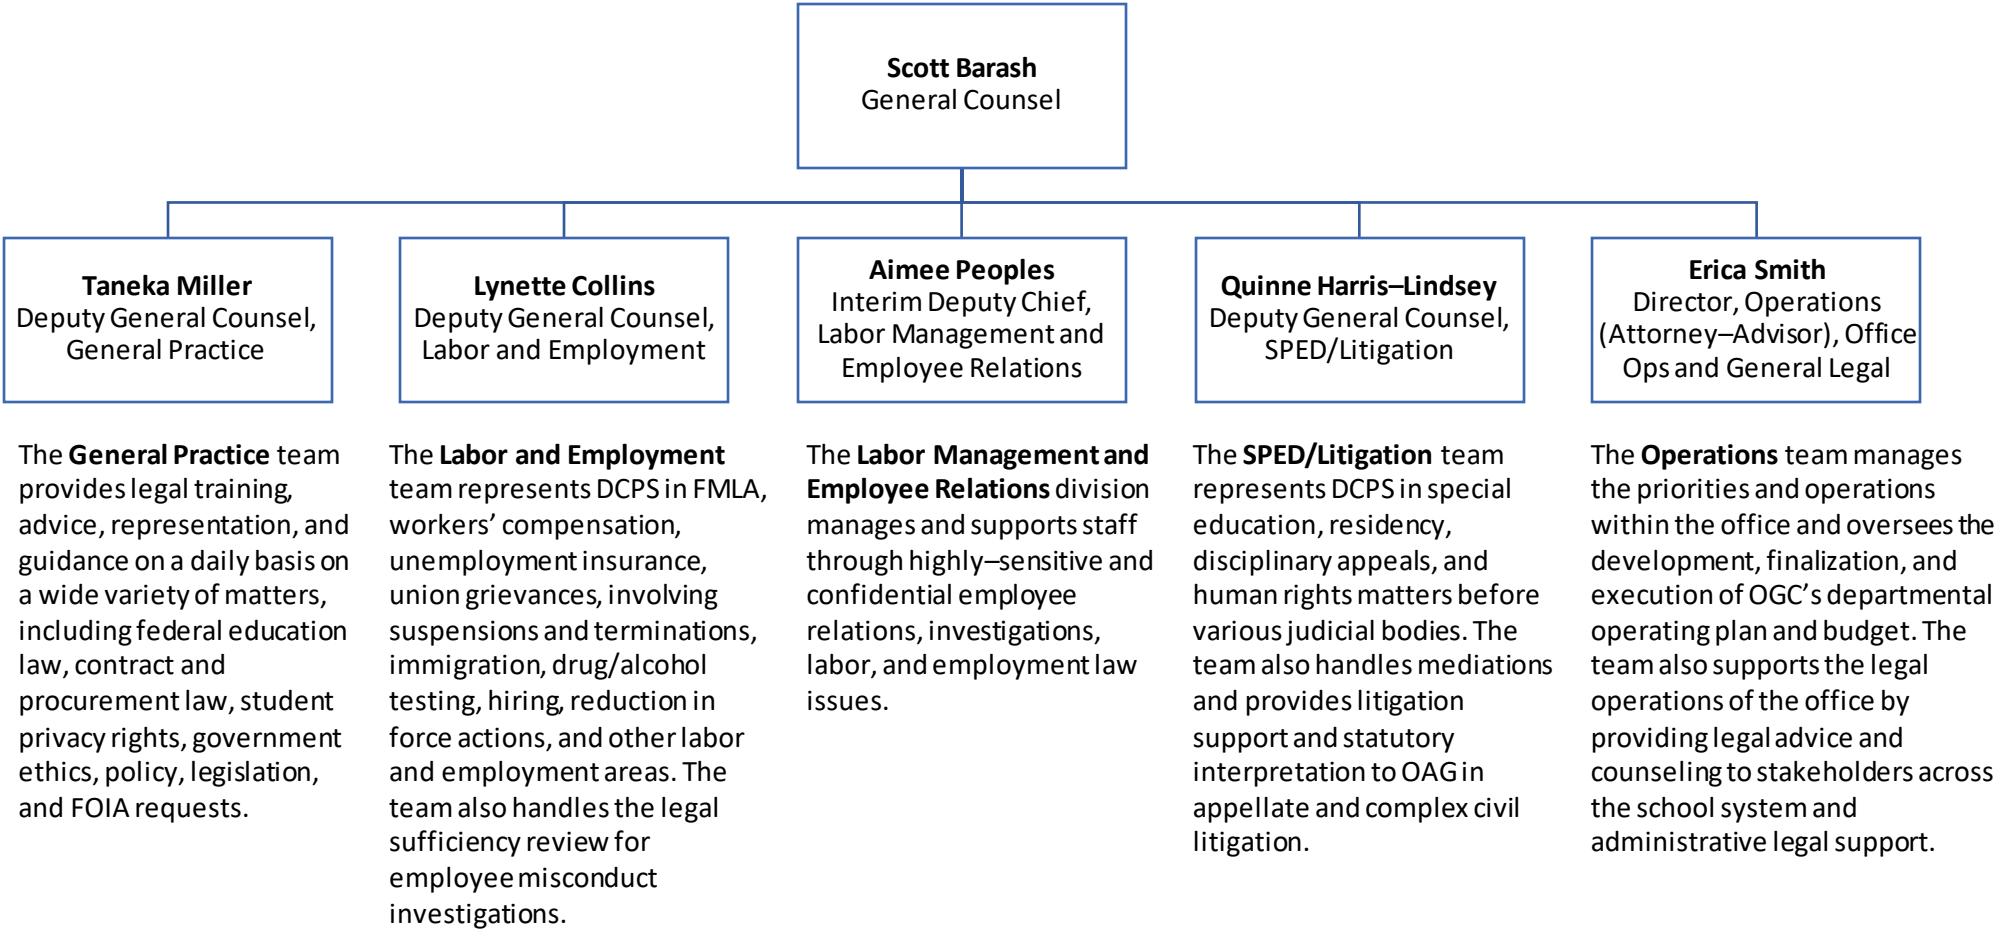 Scott Barash
General Counsel
Taneka Miller
Deputy General Counsel,
General Practice
Lynette Collins
Deputy General Counsel,
Labor and Employment
Aimee Peoples
Interim Deputy Chief,
Labor Management and
Employee Relations
Quinne Harris–Lindsey
Deputy General Counsel,
SPED/Litigation
Erica Smith
Director, Operations
(Attorney–Advisor), Office
Ops and General Legal
The General Practice team
provides legal training,
advice, representation, and
guidance on a daily basis on
a wide variety of matters,
including federal education
law, contract and
procurement law, student
privacy rights, government
ethics, policy, legislation,
and FOIA requests.
The Labor and Employment
team represents DCPS in FMLA,
workers’ compensation,
unemployment insurance,
union grievances, involving
suspensions and terminations,
immigration, drug/alcohol
testing, hiring, reduction in
force actions, and other labor
and employment areas. The
team also handles the legal
sufficiency review for
employee misconduct
investigations.
The Labor Management and
Employee Relations division
manages and supports staff
through highly–sensitive and
confidential employee
relations, investigations,
labor, and employment law
issues.
The SPED/Litigation team
represents DCPS in special
education, residency,
disciplinary appeals, and
human rights matters before
various judicial bodies. The
team also handles mediations
and provides litigation
support and statutory
interpretation to OAG in
appellate and complex civil
litigation.
The Operations team manages
the priorities and operations
within the office and oversees the
development, finalization, and
execution of OGC’s departmental
operating plan and budget. The
team also supports the legal
operations of the office by
providing legal advice and
counseling to stakeholders across
the school system and
administrative legal support.